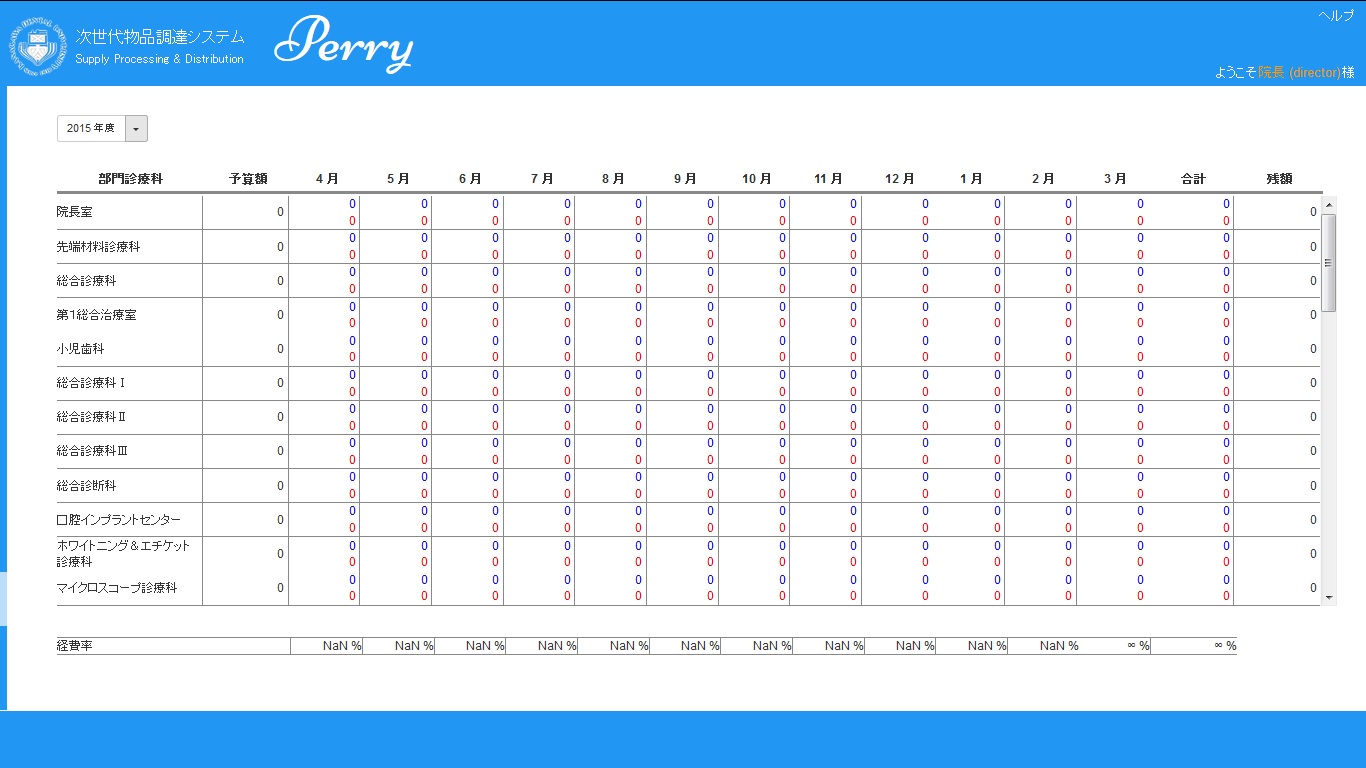 ヘルプ
次世代物品調達システム
Supply Processing & Distribution
Perry
ようこそ院長 (director)様
2015 年度
部門診療科 予算額 4 月 5 月 6 月 7 月 8 月 9 月 10 月 11 月 12 月 1 月 2 月 3 月 合計 残額
0 0 0 0 0 0 0 0 0 0 0 0 0
院長室 0 0
0 0 0 0 0 0 0 0 0 0 0 0 0
0 0 0 0 0 0 0 0 0 0 0 0 0
先端材料診療科 0 0
0 0 0 0 0 0 0 0 0 0 0 0 0
0 0 0 0 0 0 0 0 0 0 0 0 0
総合診療科 0 0
0 0 0 0 0 0 0 0 0 0 0 0 0
0 0 0 0 0 0 0 0 0 0 0 0 0
第1総合治療室 0 0
0 0 0 0 0 0 0 0 0 0 0 0 0
0 0 0 0 0 0 0 0 0 0 0 0 0
小児歯科 0 0
0 0 0 0 0 0 0 0 0 0 0 0 0
0 0 0 0 0 0 0 0 0 0 0 0 0
総合診療科Ⅰ 0 0
0 0 0 0 0 0 0 0 0 0 0 0 0
0 0 0 0 0 0 0 0 0 0 0 0 0
総合診療科Ⅱ 0 0
0 0 0 0 0 0 0 0 0 0 0 0 0
0 0 0 0 0 0 0 0 0 0 0 0 0
総合診療科Ⅲ 0 0
0 0 0 0 0 0 0 0 0 0 0 0 0
0 0 0 0 0 0 0 0 0 0 0 0 0
総合診断科 0 0
0 0 0 0 0 0 0 0 0 0 0 0 0
0 0 0 0 0 0 0 0 0 0 0 0 0
口腔インプラントセンター 0 0
0 0 0 0 0 0 0 0 0 0 0 0 0
ホワイトニング＆エチケット 0 0 0 0 0 0 0 0 0 0 0 0 0
0 0
診療科 0 0 0 0 0 0 0 0 0 0 0 0 0
0 0 0 0 0 0 0 0 0 0 0 0 0
マイクロスコープ診療科 0 0
0 0 0 0 0 0 0 0 0 0 0 0 0
経費率 NaN % NaN % NaN % NaN % NaN % NaN % NaN % NaN % NaN % NaN % NaN % ∞ % ∞ %